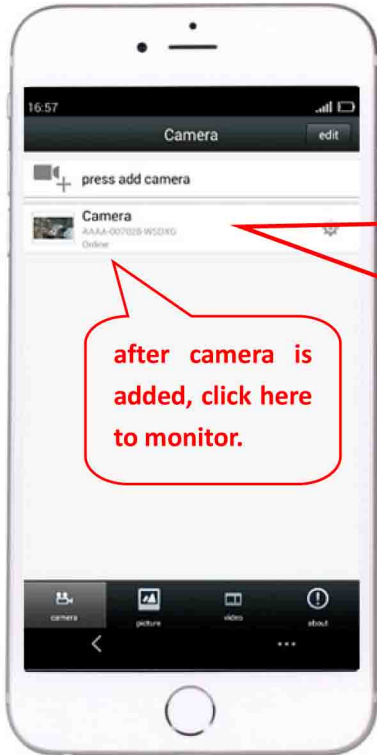 16:57
Camera
edit
press add camera
Camera
AAAA-007028-WSDXG
Online
after camera is
added, click here
to monitor.
camera
picture
video
about